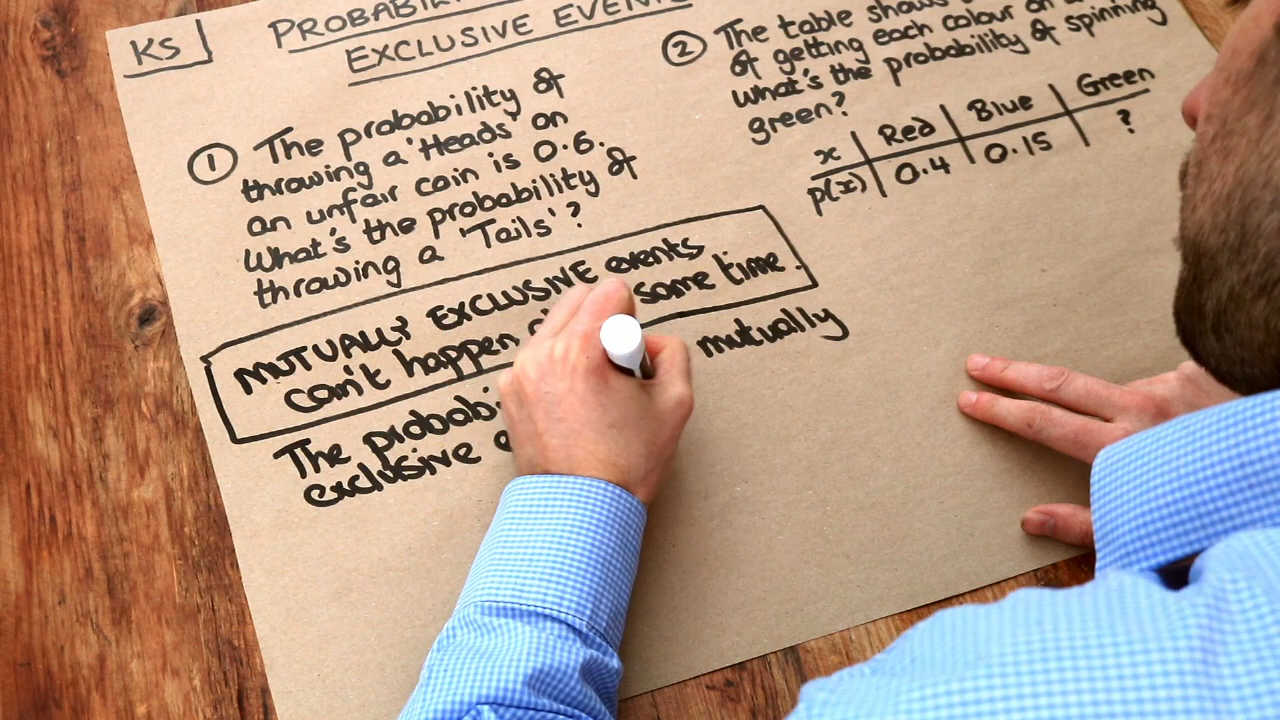 KS
PROBABIL
EXCLUSIVE EVENTS
1 The probability of
throwing a 'Heads' on
an unfair coin is 0.6.
What's the probability of
throwing a 'Tails'?
2 The table shows
of getting each colour on a
what's the probability of spinning
green?
x Red Blue Green
p(x) 0.4 0.15 ?
MUTUALLY EXCLUSIVE events
can't happen same time.
The mutually
exclusive